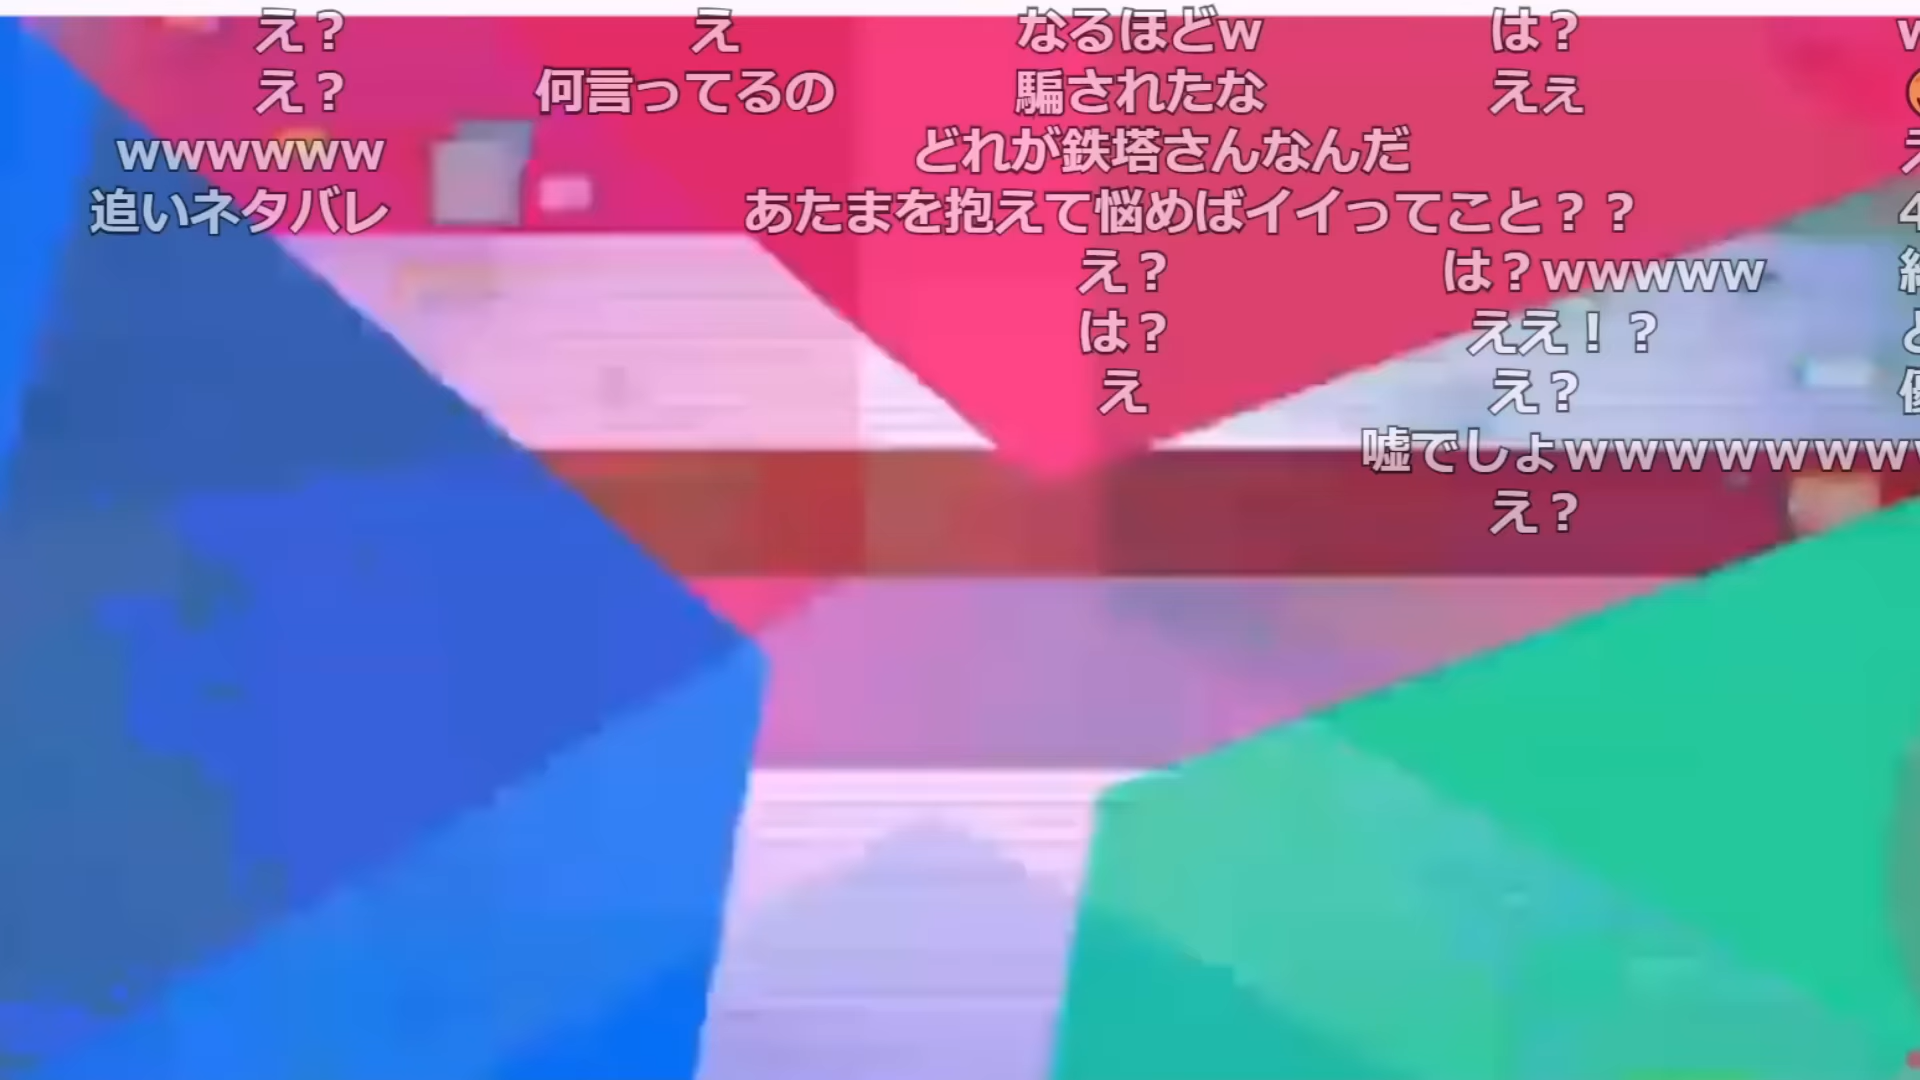 え？ え なるほどw は？ w
え？ 何言ってるの 騙されたな えぇ
wwwwww どれが鉄塔さんなんだ
追いネタバレ あたまを抱えて悩めばイイってこと？？ 4
え？ は？wwwww
は？ ええ！？
え え？
嘘でしょwwwwwwww
え？